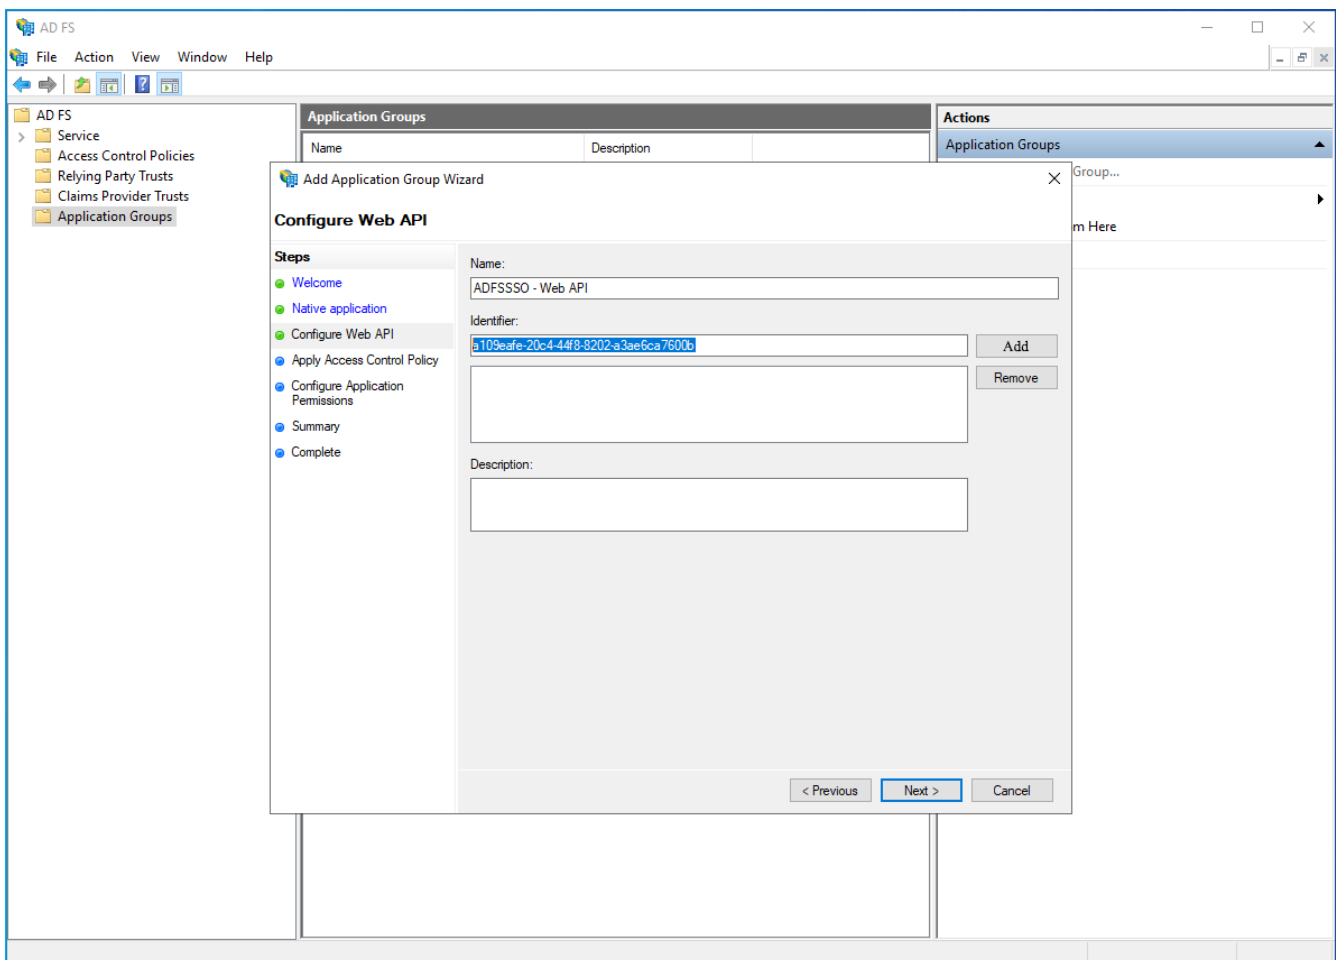 AD FS
File Action View Window Help
AD FS
Service
Access Control Policies
Relying Party Trusts
Claims Provider Trusts
Application Groups
Application Groups
Name Description
Actions
Application Groups
Group...
m Here
Add Application Group Wizard
Configure Web API
Steps
Welcome
Native application
Configure Web API
Apply Access Control Policy
Configure Application
Permissions
Summary
Complete
Name:
ADFSSSO - Web API
Identifier:
a109eafe-20c4-44f8-8202-a3ae6ca7600b
Add
Remove
Description:
< Previous Next > Cancel